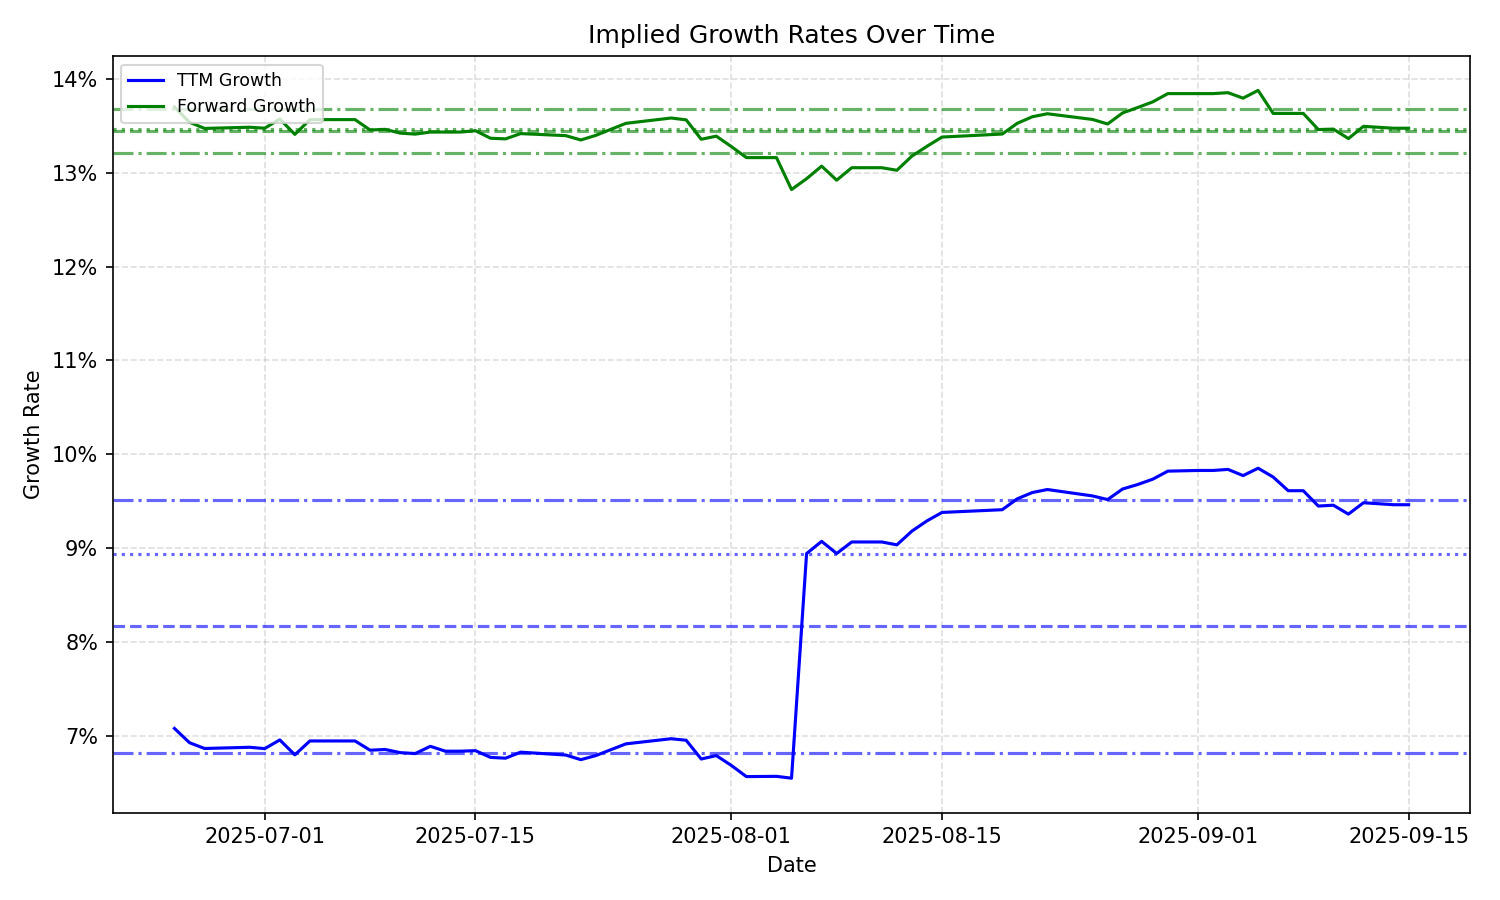 Implied Growth Rates Over Time
TTM Growth
Forward Growth
14%
13%
12%
11%
10%
9%
8%
7%
Growth Rate
2025-07-01
2025-07-15
2025-08-01
2025-08-15
2025-09-01
2025-09-15
Date